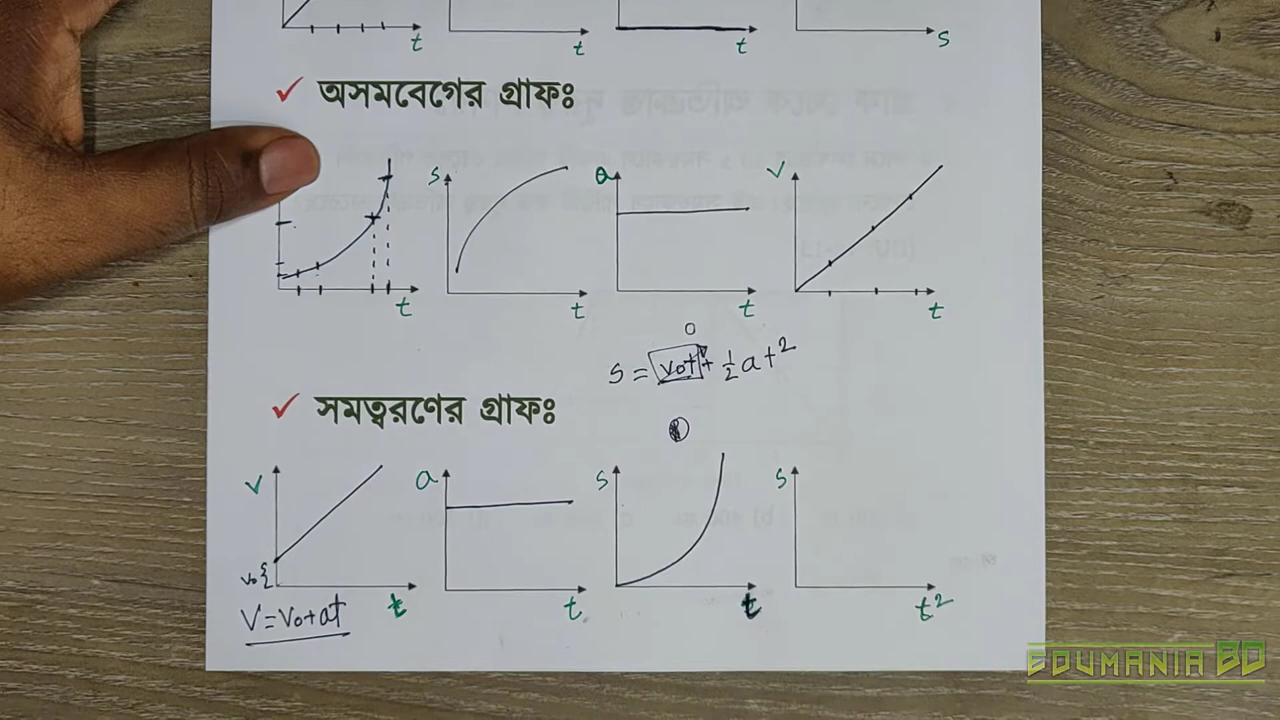 t t t s
✓ অসমবেগের গ্রাফঃ
s a v
t t t t
0
s = v₀t + ½at²
✓ সমত্বরণের গ্রাফঃ
v a s s
v₀{
t t t t²
v=v₀+at
EDUMANIA BD